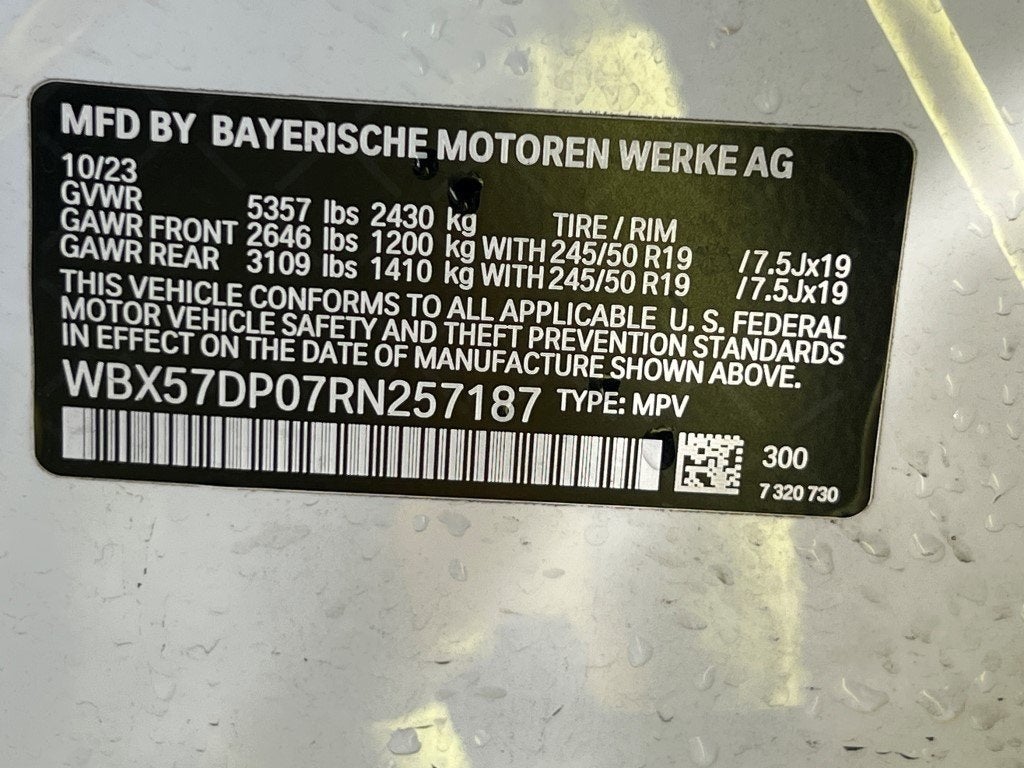 MFD BY BAYERISCHE MOTOREN WERKE AG
10/23
GVWR 5357 lbs 2430 kg TIRE / RIM
GAWR FRONT 2646 lbs 1200 kg WITH 245/50 R19 / 7.5Jx19
GAWR REAR 3109 lbs 1410 kg WITH 245/50 R19 / 7.5Jx19
THIS VEHICLE CONFORMS TO ALL APPLICABLE U. S. FEDERAL
MOTOR VEHICLE SAFETY AND THEFT PREVENTION STANDARDS
IN EFFECT ON THE DATE OF MANUFACTURE SHOWN ABOVE.
WBX57DP07RN257187 TYPE: MPV
300
7 320 730